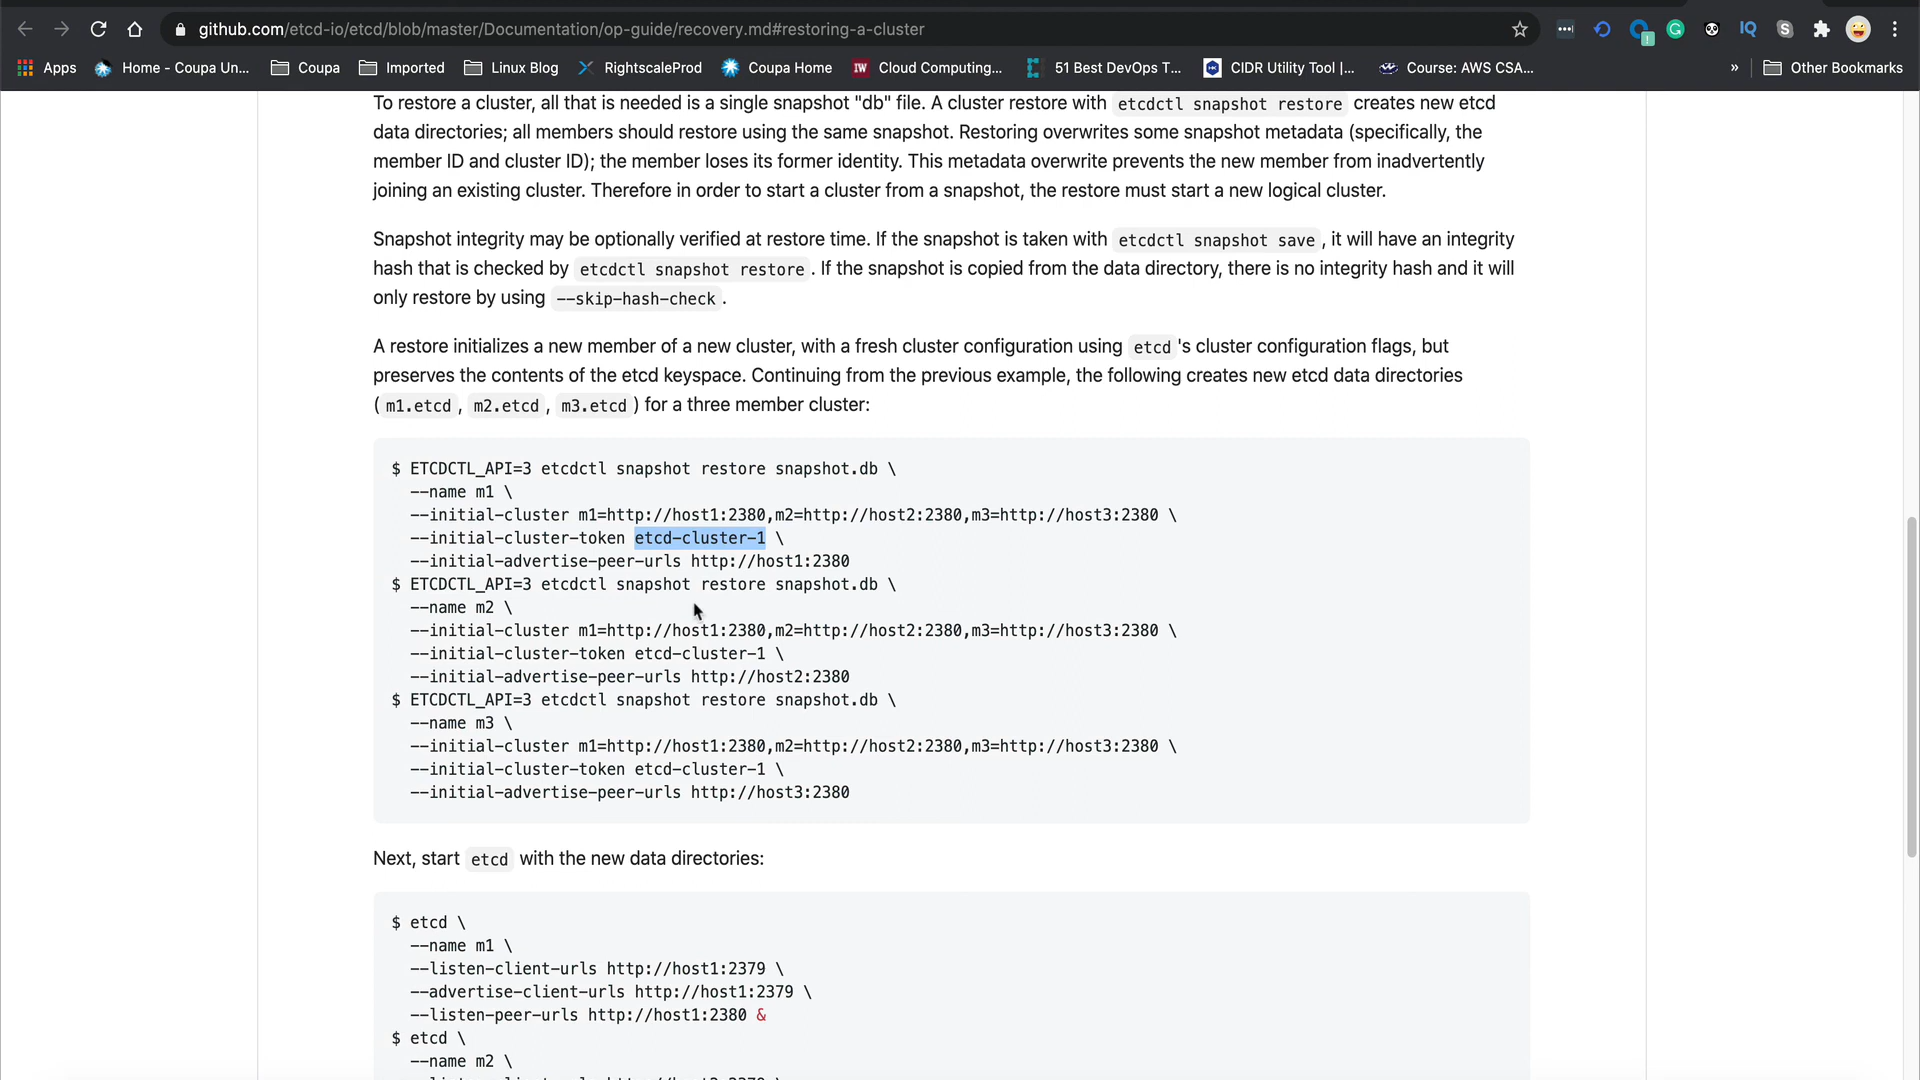 github.com/etcd-io/etcd/blob/master/Documentation/op-guide/recovery.md#restoring-a-cluster
Apps Home - Coupa Un... Coupa Imported Linux Blog RightscaleProd Coupa Home IW Cloud Computing... 51 Best DevOps T... CIDR Utility Tool |... Course: AWS CSA... » Other Bookmarks
To restore a cluster, all that is needed is a single snapshot "db" file. A cluster restore with etcdctl snapshot restore creates new etcd
data directories; all members should restore using the same snapshot. Restoring overwrites some snapshot metadata (specifically, the
member ID and cluster ID); the member loses its former identity. This metadata overwrite prevents the new member from inadvertently
joining an existing cluster. Therefore in order to start a cluster from a snapshot, the restore must start a new logical cluster.
Snapshot integrity may be optionally verified at restore time. If the snapshot is taken with etcdctl snapshot save , it will have an integrity
hash that is checked by etcdctl snapshot restore . If the snapshot is copied from the data directory, there is no integrity hash and it will
only restore by using --skip-hash-check .
A restore initializes a new member of a new cluster, with a fresh cluster configuration using etcd 's cluster configuration flags, but
preserves the contents of the etcd keyspace. Continuing from the previous example, the following creates new etcd data directories
( m1.etcd , m2.etcd , m3.etcd ) for a three member cluster:
$ ETCDCTL_API=3 etcdctl snapshot restore snapshot.db \
--name m1 \
--initial-cluster m1=http://host1:2380,m2=http://host2:2380,m3=http://host3:2380 \
--initial-cluster-token etcd-cluster-1 \
--initial-advertise-peer-urls http://host1:2380
$ ETCDCTL_API=3 etcdctl snapshot restore snapshot.db \
--name m2 \
--initial-cluster m1=http://host1:2380,m2=http://host2:2380,m3=http://host3:2380 \
--initial-cluster-token etcd-cluster-1 \
--initial-advertise-peer-urls http://host2:2380
$ ETCDCTL_API=3 etcdctl snapshot restore snapshot.db \
--name m3 \
--initial-cluster m1=http://host1:2380,m2=http://host2:2380,m3=http://host3:2380 \
--initial-cluster-token etcd-cluster-1 \
--initial-advertise-peer-urls http://host3:2380
Next, start etcd with the new data directories:
$ etcd \
--name m1 \
--listen-client-urls http://host1:2379 \
--advertise-client-urls http://host1:2379 \
--listen-peer-urls http://host1:2380 &
$ etcd \
--name m2 \